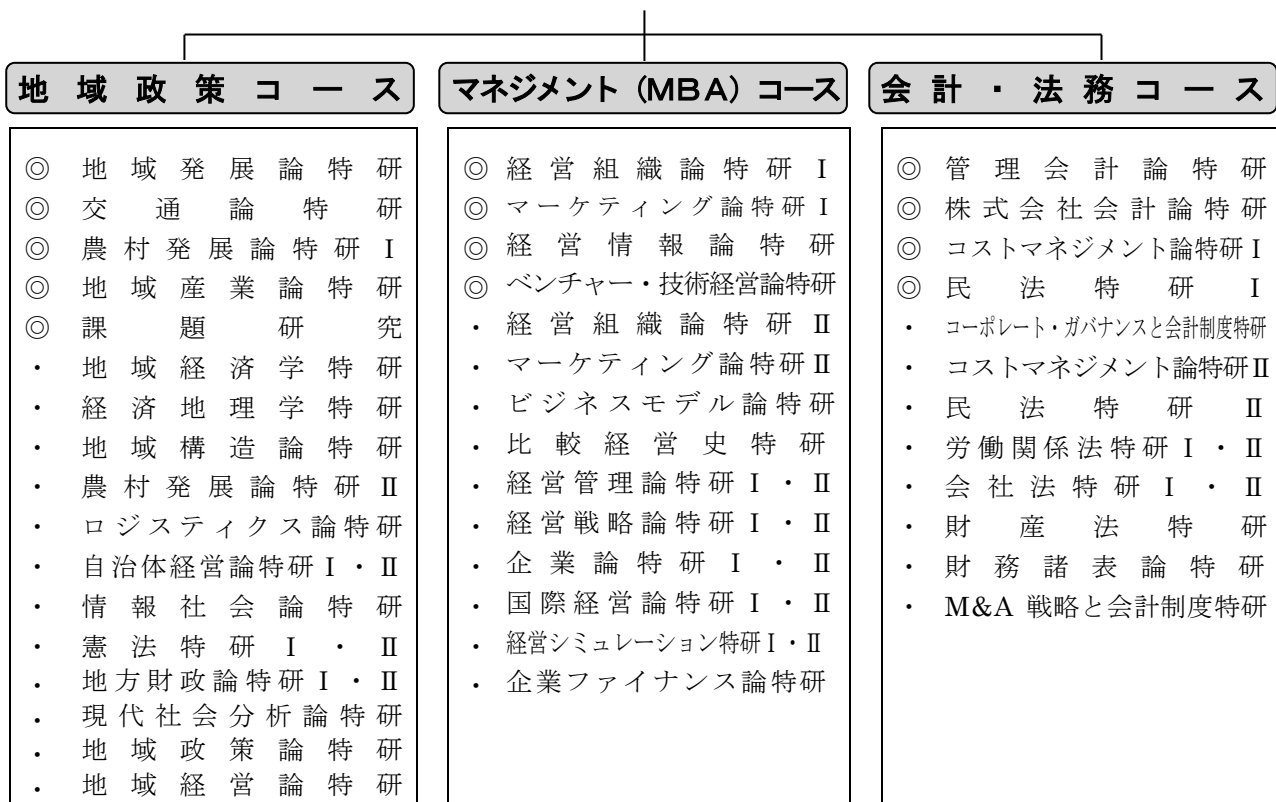 地域政策コース
◎ 地域発展論特研
◎ 交通論特研
◎ 農村発展論特研Ⅰ
◎ 地域産業論特研
◎ 課題研究
・ 地域経済学特研
・ 経済地理学特研
・ 地域構造論特研
・ 農村発展論特研Ⅱ
・ ロジスティクス論特研
・ 自治体経営論特研Ⅰ・Ⅱ
・ 情報社会論特研
・ 憲法特研Ⅰ・Ⅱ
・ 地方財政論特研Ⅰ・Ⅱ
・ 現代社会分析論特研
・ 地域政策論特研
・ 地域経営論特研
マネジメント（MBA）コース
◎ 経営組織論特研Ⅰ
◎ マーケティング論特研Ⅰ
◎ 経営情報論特研
◎ ベンチャー・技術経営論特研
・ 経営組織論特研Ⅱ
・ マーケティング論特研Ⅱ
・ ビジネスモデル論特研
・ 比較経営史特研
・ 経営管理論特研Ⅰ・Ⅱ
・ 経営戦略論特研Ⅰ・Ⅱ
・ 企業論特研Ⅰ・Ⅱ
・ 国際経営論特研Ⅰ・Ⅱ
・ 経営シミュレーション特研Ⅰ・Ⅱ
・ 企業ファイナンス論特研
会計・法務コース
◎ 管理会計論特研
◎ 株式会社会計論特研
◎ コストマネジメント論特研Ⅰ
◎ 民法特研Ⅰ
・ コーポレート・ガバナンスと会計制度特研
・ コストマネジメント論特研Ⅱ
・ 民法特研Ⅱ
・ 労働関係法特研Ⅰ・Ⅱ
・ 会社法特研Ⅰ・Ⅱ
・ 財産法特研
・ 財務諸表論特研
・ M&A 戦略と会計制度特研